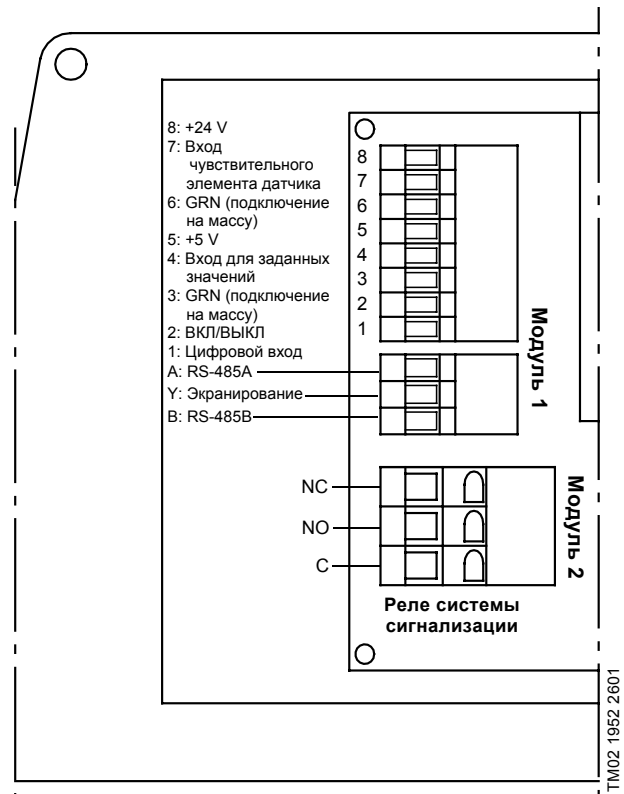 8: +24 V
7: Вход
чувствительного
элемента датчика
6: GRN (подключение
на массу)
5: +5 V
4: Вход для заданных
значений
3: GRN (подключение
на массу)
2: ВКЛ/ВЫКЛ
1: Цифровой вход
A: RS-485A
Y: Экранирование
B: RS-485B
8
7
6
5
4
3
2
1
Модуль 1
NC
NO
C
Модуль 2
Реле системы
сигнализации
TM02 1952 2601